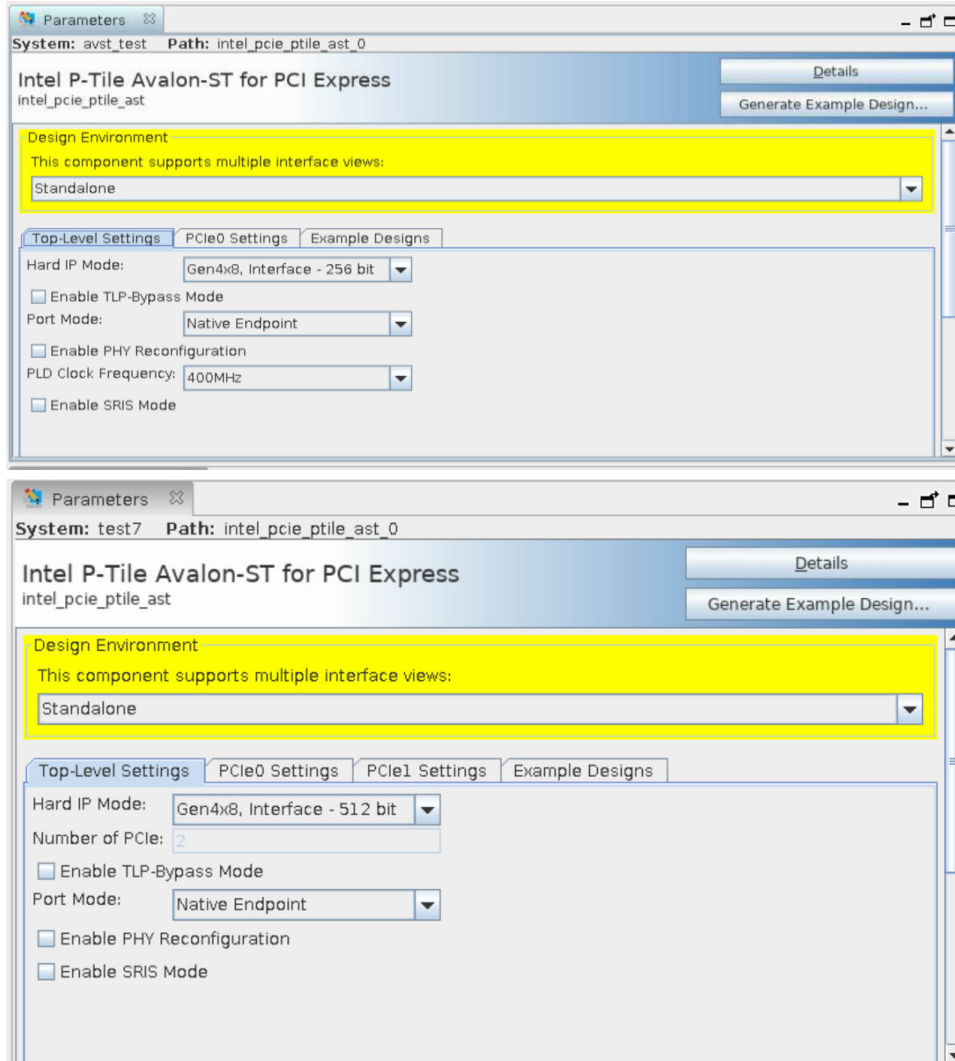 Parameters
System: avst_test Path: intel_pcie_ptile_ast_0
Intel P-Tile Avalon-ST for PCI Express
intel_pcie_ptile_ast
Details
Generate Example Design...
Design Environment
This component supports multiple interface views:
Standalone
Top-Level Settings PCIe0 Settings Example Designs
Hard IP Mode: Gen4x8, Interface - 256 bit
Enable TLP-Bypass Mode
Port Mode: Native Endpoint
Enable PHY Reconfiguration
PLD Clock Frequency: 400MHz
Enable SRIS Mode
Parameters
System: test7 Path: intel_pcie_ptile_ast_0
Intel P-Tile Avalon-ST for PCI Express
intel_pcie_ptile_ast
Details
Generate Example Design...
Design Environment
This component supports multiple interface views:
Standalone
Top-Level Settings PCIe0 Settings PCIe1 Settings Example Designs
Hard IP Mode: Gen4x8, Interface - 512 bit
Number of PCIe: 2
Enable TLP-Bypass Mode
Port Mode: Native Endpoint
Enable PHY Reconfiguration
Enable SRIS Mode